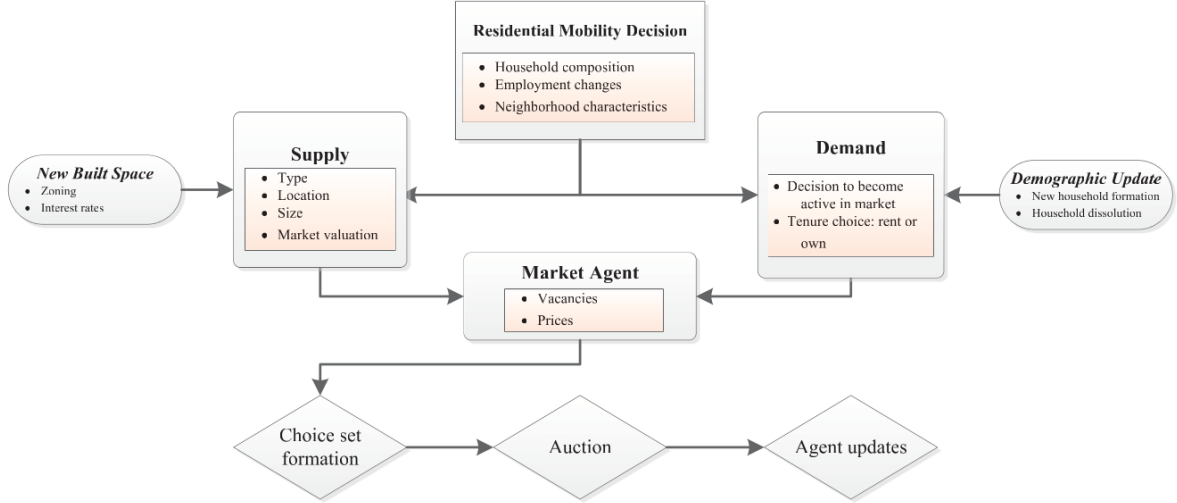 Residential Mobility Decision
• Household composition
• Employment changes
• Neighborhood characteristics
New Built Space
• Zoning
• Interest rates
Supply
• Type
• Location
• Size
• Market valuation
Demand
• Decision to become
active in market
• Tenure choice: rent or
own
Demographic Update
• New household formation
• Household dissolution
Market Agent
• Vacancies
• Prices
Choice set
formation
Auction
Agent updates